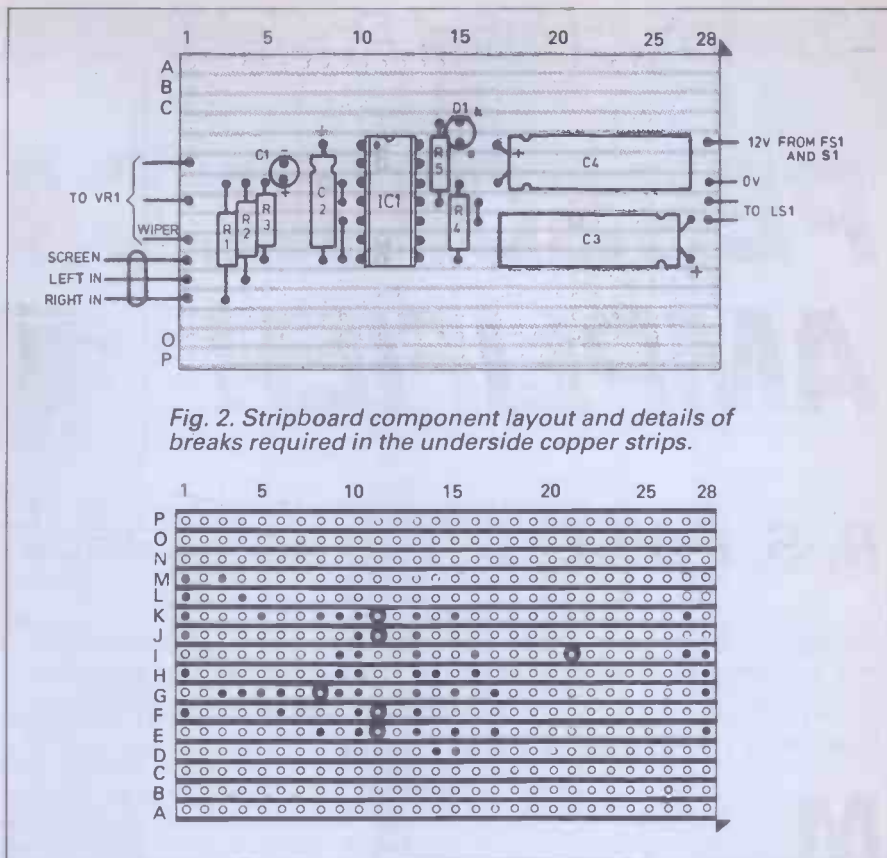 1 5 10 15 20 25 28
A
B
C
D1 k
a
C1 -
+
+
R5
+
C4
12V FROM FS1
AND S1
0V
TO VR1
C2
IC1
TO LS1
R1
R2
R3
R4
WIPER
C3
+
SCREEN
LEFT IN
RIGHT IN
O
P
Fig. 2. Stripboard component layout and details of
breaks required in the underside copper strips.
1 5 10 15 20 25 28
P
O
N
M
L
K
J
I
H
G
F
E
D
C
B
A